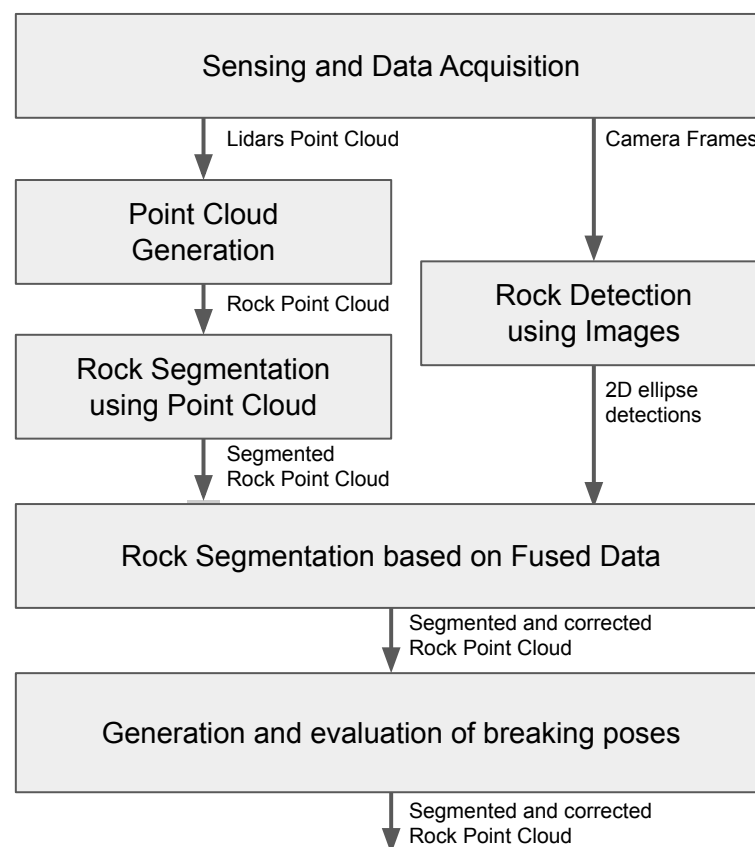 Sensing and Data Acquisition
Lidars Point Cloud
Camera Frames
Point Cloud
Generation
Rock Point Cloud
Rock Detection
using Images
Rock Segmentation
using Point Cloud
2D ellipse
detections
Segmented
Rock Point Cloud
Rock Segmentation based on Fused Data
Segmented and corrected
Rock Point Cloud
Generation and evaluation of breaking poses
Segmented and corrected
Rock Point Cloud